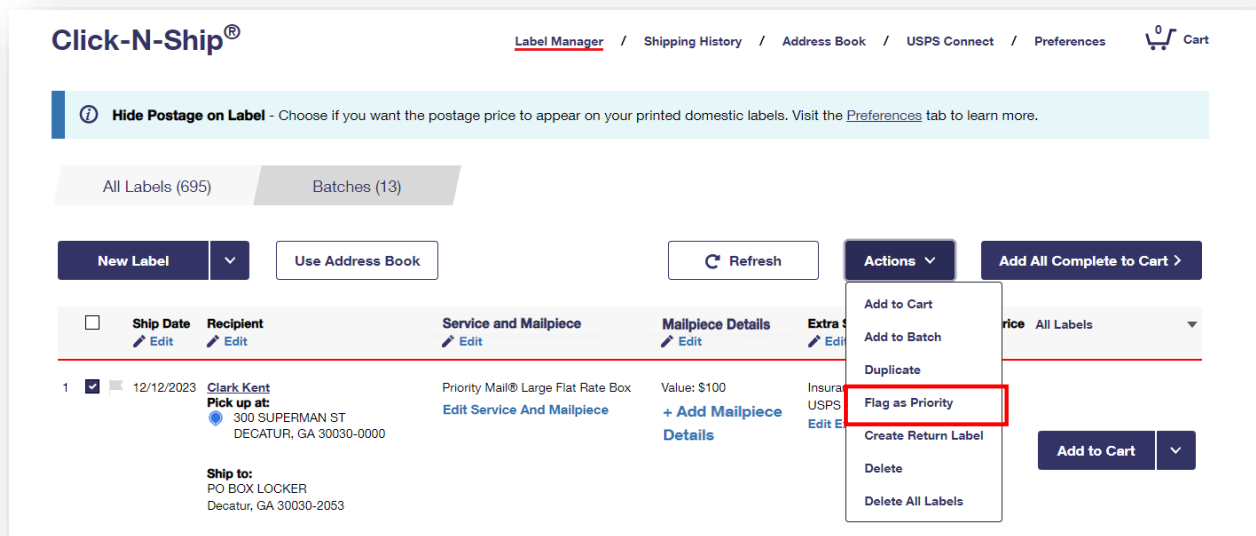 Click-N-Ship®
Label Manager / Shipping History / Address Book / USPS Connect / Preferences 0 Cart
Hide Postage on Label - Choose if you want the postage price to appear on your printed domestic labels. Visit the Preferences tab to learn more.
All Labels (695) Batches (13)
New Label Use Address Book Refresh Actions Add All Complete to Cart >
Add to Cart
Add to Batch
Duplicate
Flag as Priority
Create Return Label
Delete
Delete All Labels
Ship Date Recipient Service and Mailpiece Mailpiece Details Extra S rice All Labels
Edit Edit Edit Edit Edi
1 12/12/2023 Clark Kent Priority Mail® Large Flat Rate Box Value: $100 Insura
Pick up at: Edit Service And Mailpiece + Add Mailpiece USPS
300 SUPERMAN ST Details Edit E
DECATUR, GA 30030-0000
Add to Cart
Ship to:
PO BOX LOCKER
Decatur, GA 30030-2053